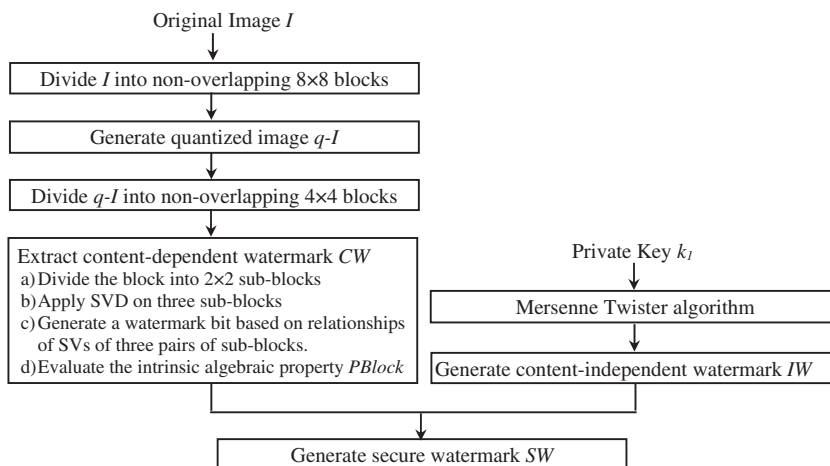 Original Image I
Divide I into non-overlapping 8×8 blocks
Generate quantized image q-I
Divide q-I into non-overlapping 4×4 blocks
Extract content-dependent watermark CW
a) Divide the block into 2×2 sub-blocks
b) Apply SVD on three sub-blocks
c) Generate a watermark bit based on relationships
of SVs of three pairs of sub-blocks.
d) Evaluate the intrinsic algebraic property PBlock
Private Key k1
Mersenne Twister algorithm
Generate content-independent watermark IW
Generate secure watermark SW